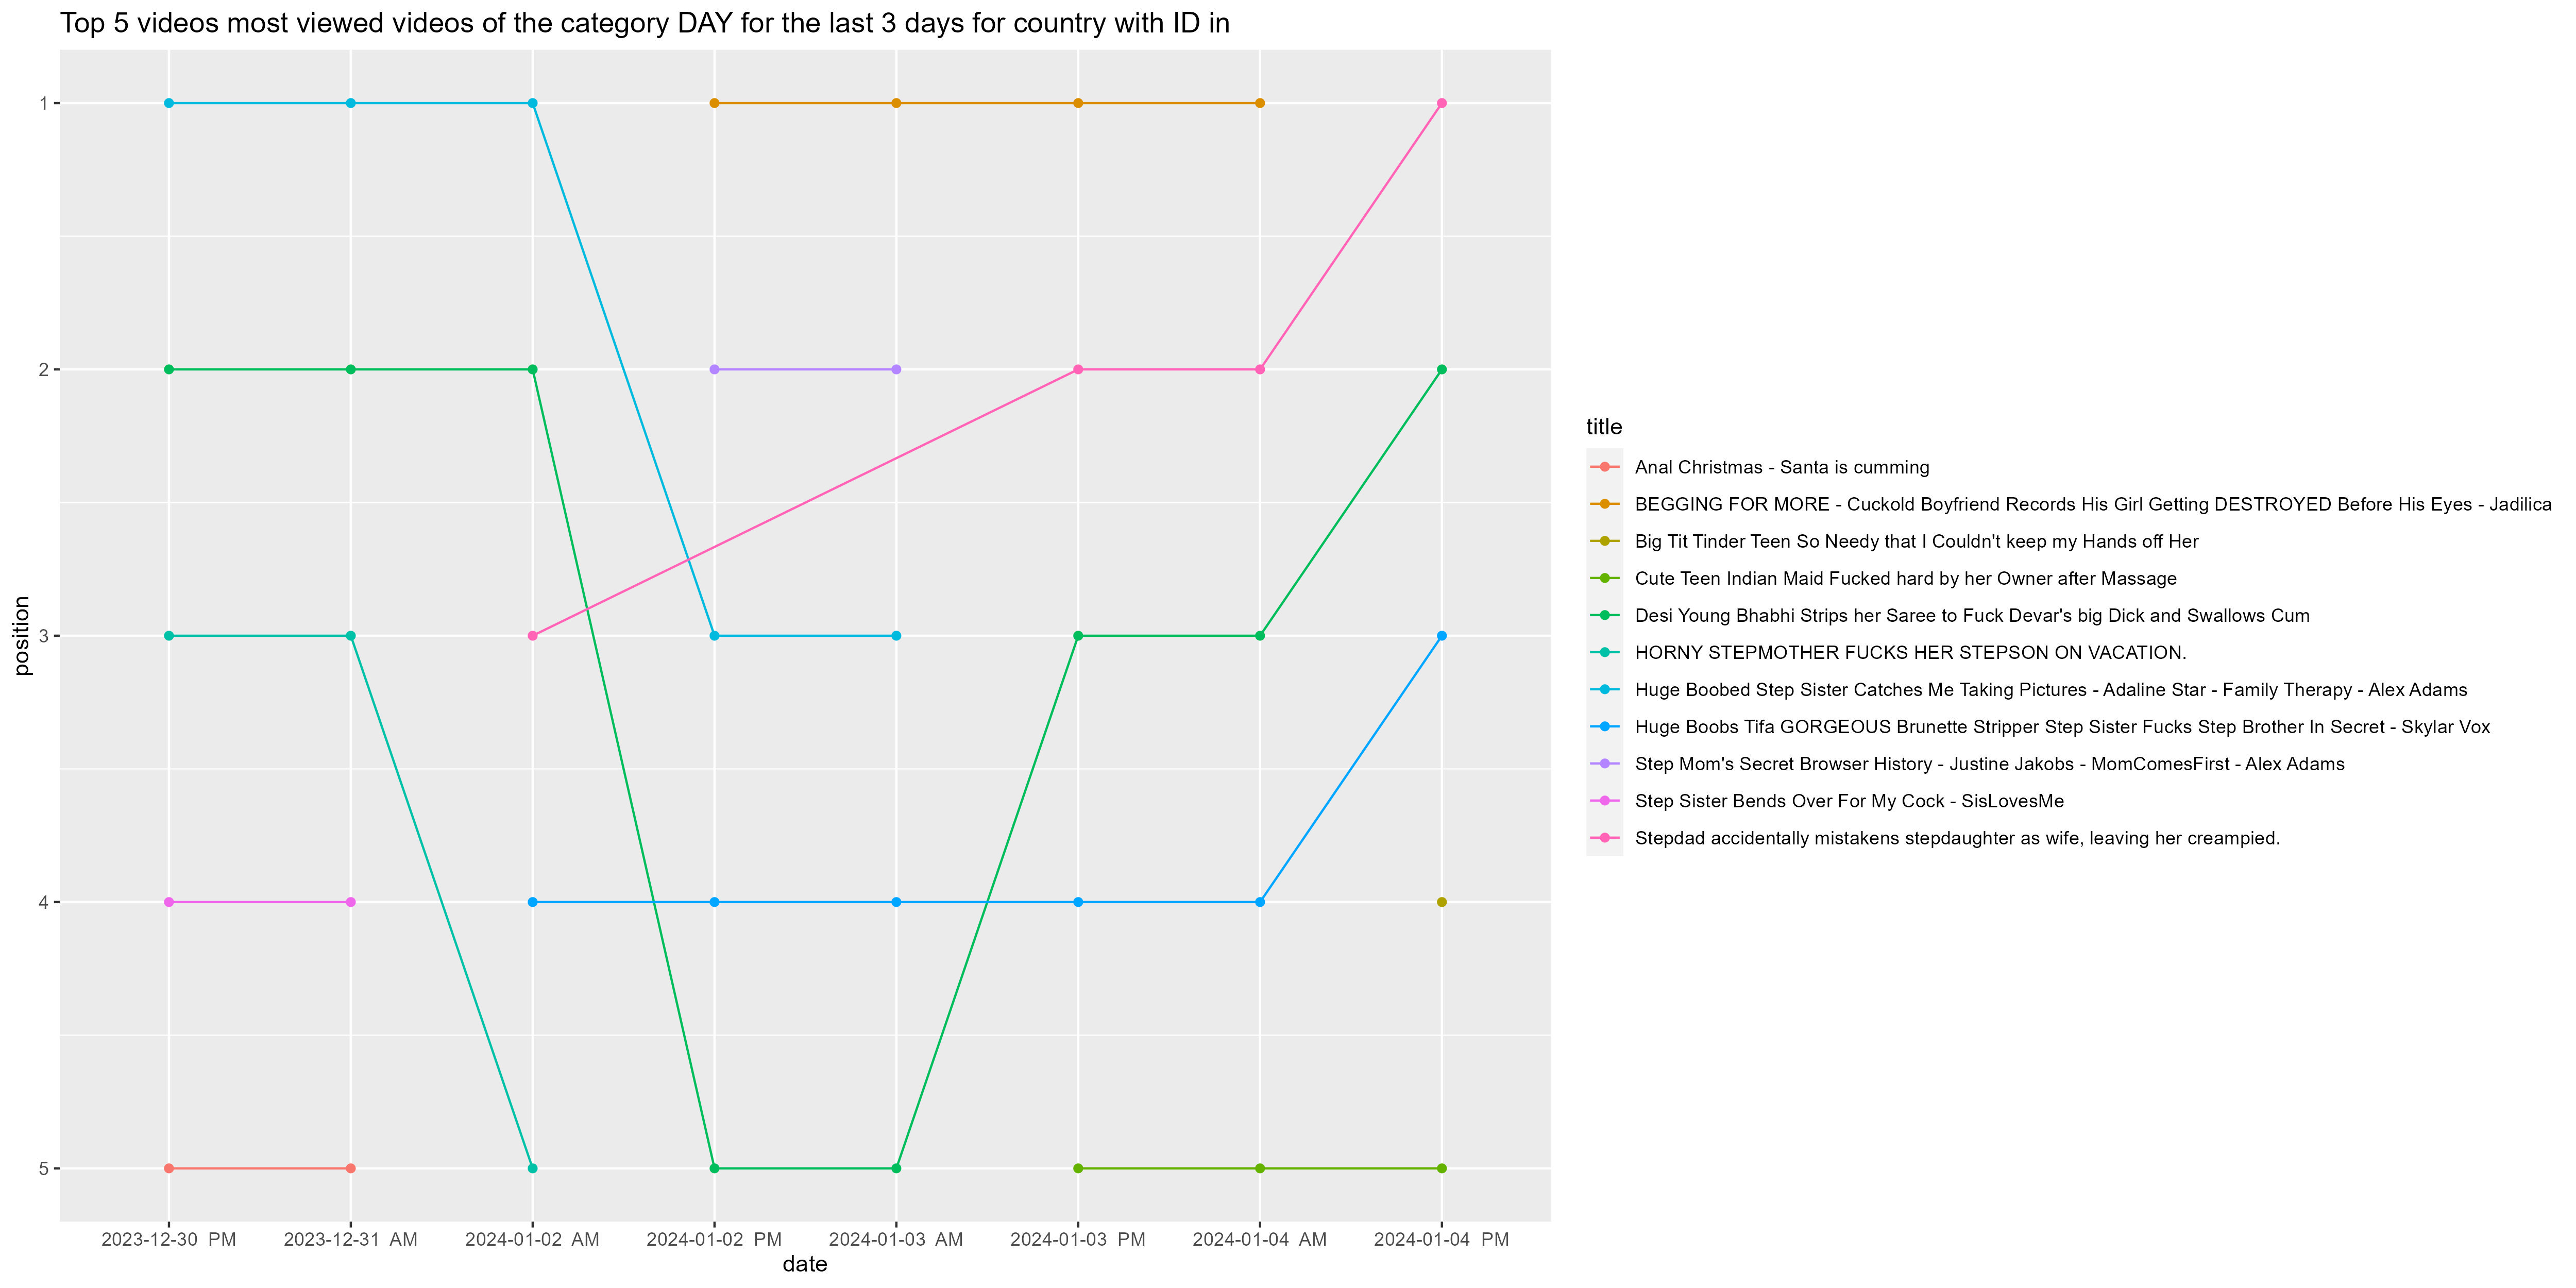 Top 5 videos most viewed videos of the category DAY for the last 3 days for country with ID in
position
1
2
3
4
5
2023-12-30 PM
2023-12-31 AM
2024-01-02 AM
2024-01-02 PM
2024-01-03 AM
2024-01-03 PM
2024-01-04 AM
2024-01-04 PM
date
title
Anal Christmas - Santa is cumming
BEGGING FOR MORE - Cuckold Boyfriend Records His Girl Getting DESTROYED Before His Eyes - Jadilica
Big Tit Tinder Teen So Needy that I Couldn't keep my Hands off Her
Cute Teen Indian Maid Fucked hard by her Owner after Massage
Desi Young Bhabhi Strips her Saree to Fuck Devar's big Dick and Swallows Cum
HORNY STEPMOTHER FUCKS HER STEPSON ON VACATION.
Huge Boobed Step Sister Catches Me Taking Pictures - Adaline Star - Family Therapy - Alex Adams
Huge Boobs Tifa GORGEOUS Brunette Stripper Step Sister Fucks Step Brother In Secret - Skylar Vox
Step Mom's Secret Browser History - Justine Jakobs - MomComesFirst - Alex Adams
Step Sister Bends Over For My Cock - SisLovesMe
Stepdad accidentally mistakens stepdaughter as wife, leaving her creampied.